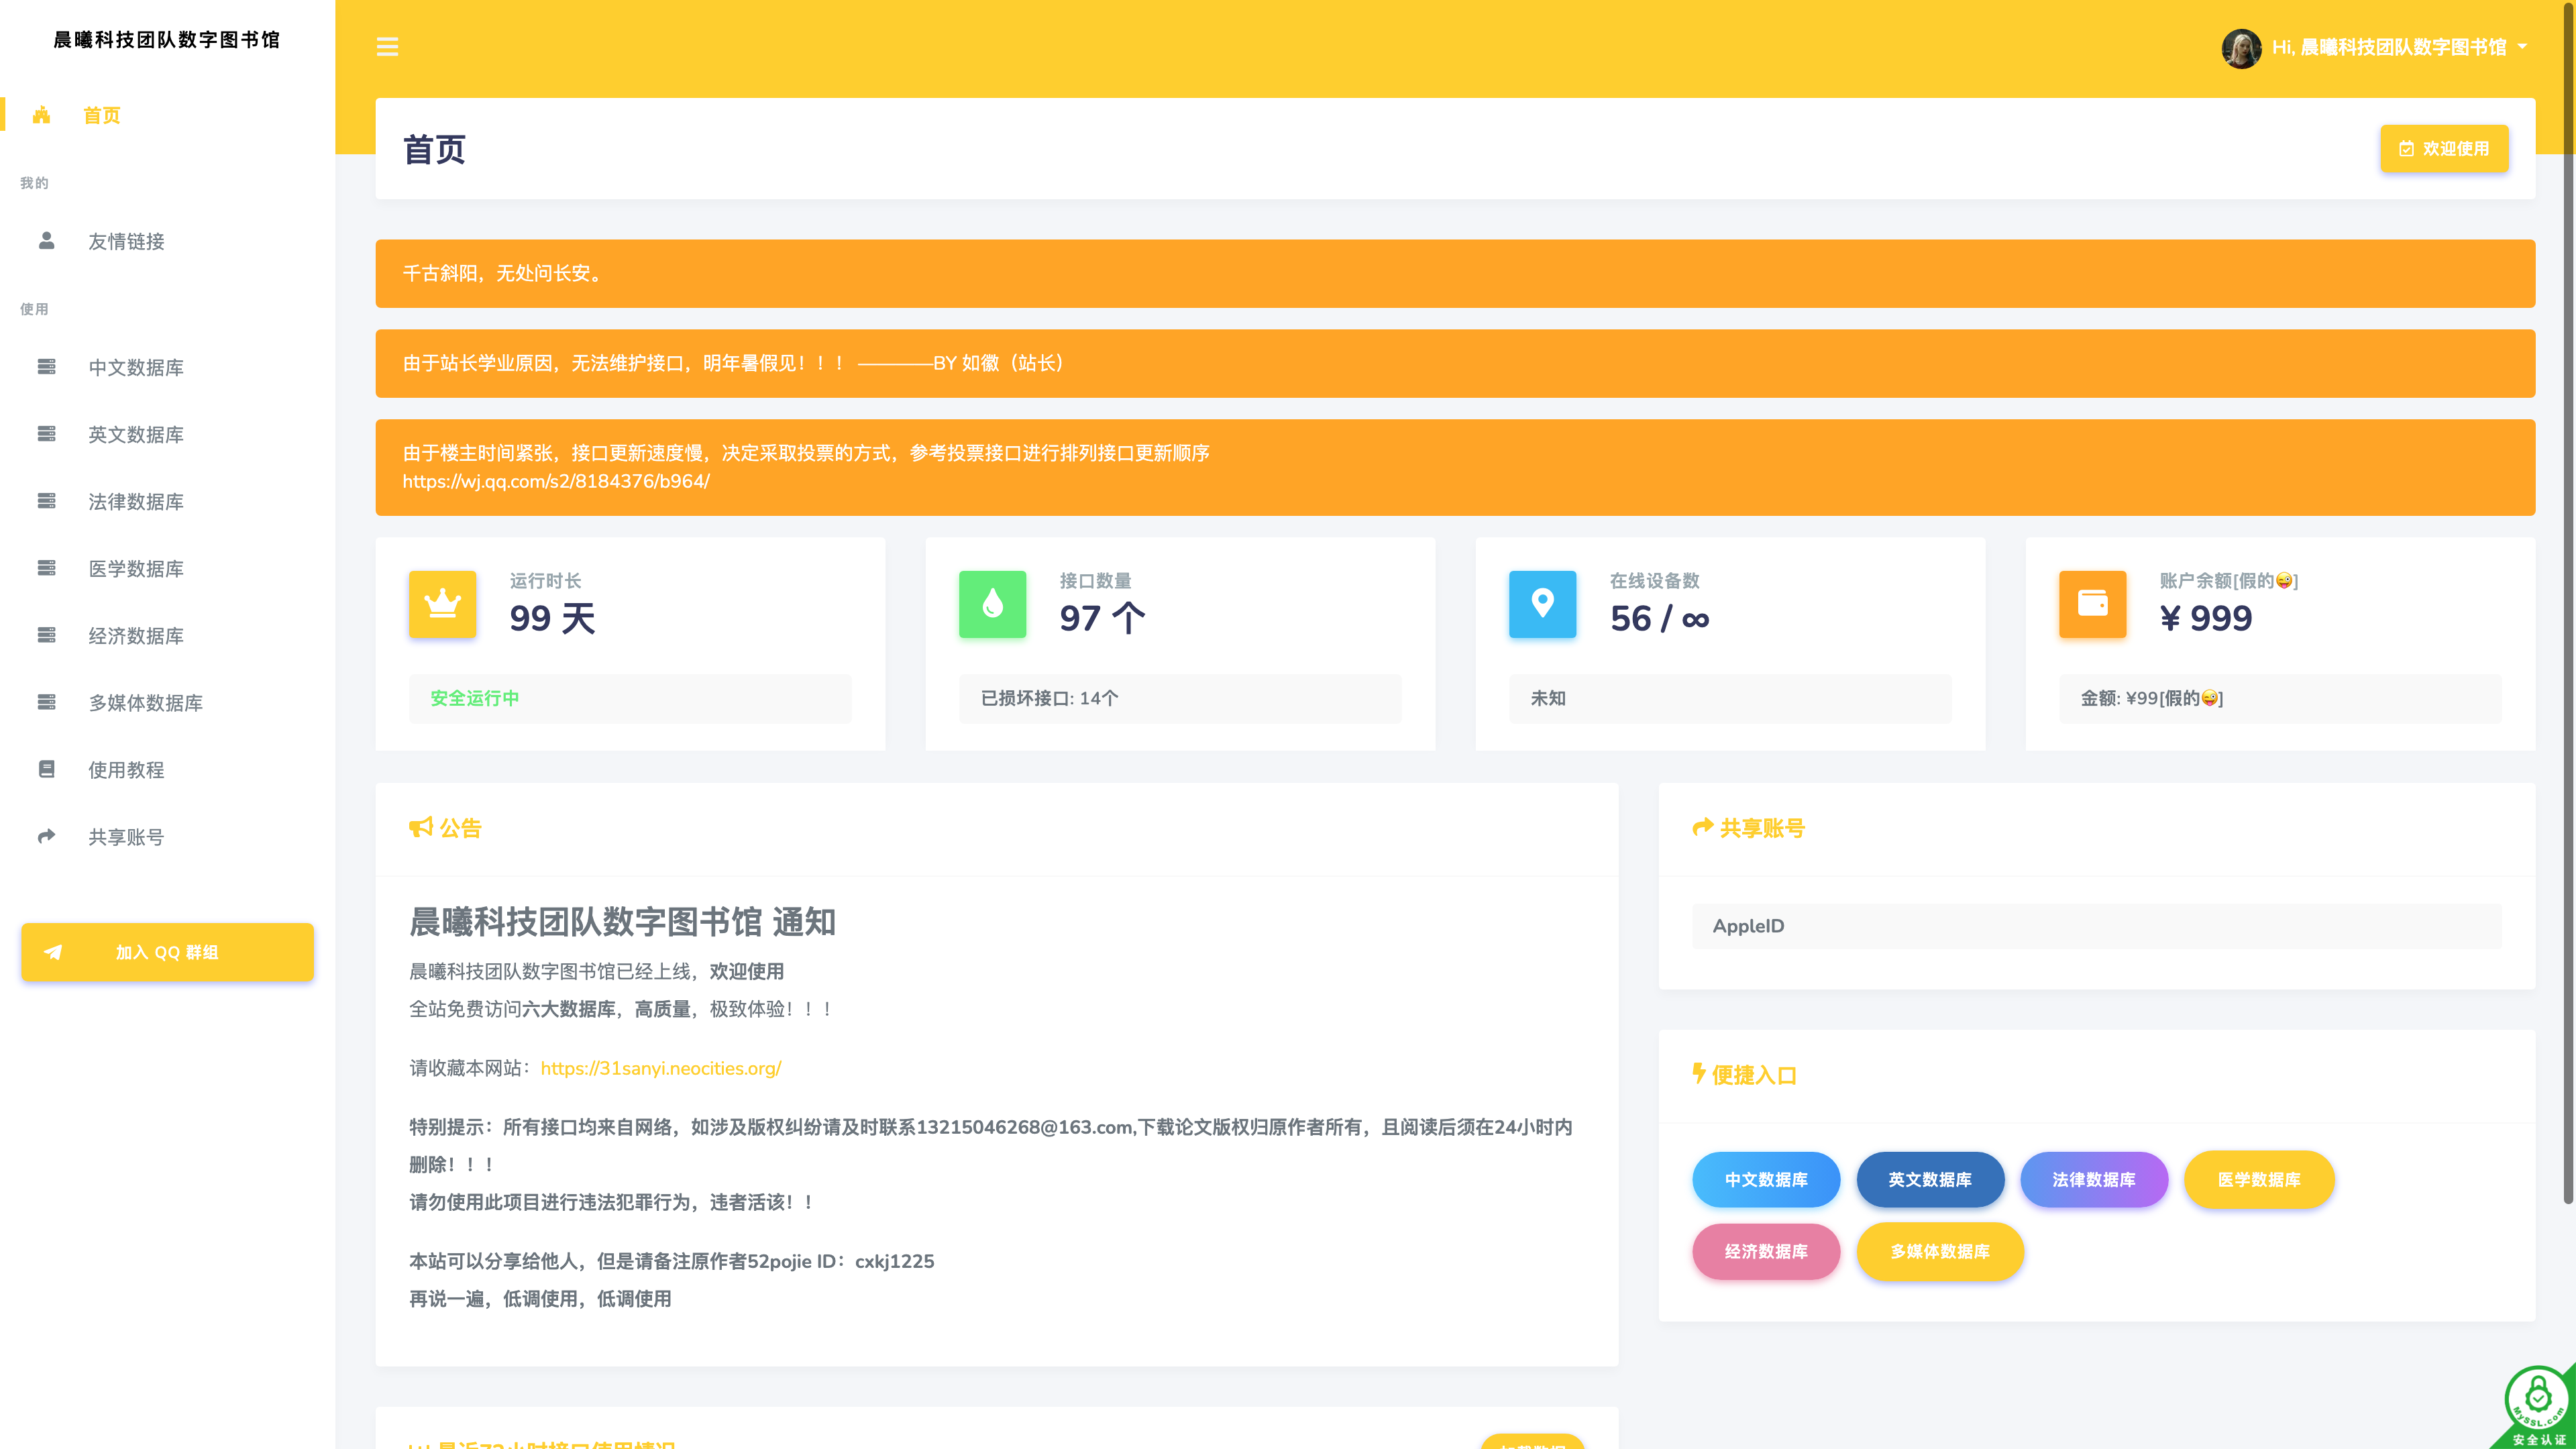 晨曦科技团队数字图书馆
Hi, 晨曦科技团队数字图书馆
首页
我的
友情链接
使用
中文数据库
英文数据库
法律数据库
医学数据库
经济数据库
多媒体数据库
使用教程
共享账号
加入 QQ 群组
首页
欢迎使用
千古斜阳，无处问长安。
由于站长学业原因，无法维护接口，明年暑假见！！！ ————BY 如徽（站长）
由于楼主时间紧张，接口更新速度慢，决定采取投票的方式，参考投票接口进行排列接口更新顺序
https://wj.qq.com/s2/8184376/b964/
运行时长
99 天
安全运行中
接口数量
97 个
已损坏接口: 14个
在线设备数
56 / ∞
未知
账户余额[假的😜]
¥ 999
金额: ¥99[假的😜]
公告
晨曦科技团队数字图书馆 通知
晨曦科技团队数字图书馆已经上线，欢迎使用
全站免费访问六大数据库，高质量，极致体验！！！
请收藏本网站：https://31sanyi.neocities.org/
特别提示：所有接口均来自网络，如涉及版权纠纷请及时联系13215046268@163.com,下载论文版权归原作者所有，且阅读后须在24小时内
删除！！！
请勿使用此项目进行违法犯罪行为，违者活该！！
本站可以分享给他人，但是请备注原作者52pojie ID：cxkj1225
再说一遍，低调使用，低调使用
共享账号
AppleID
便捷入口
中文数据库
英文数据库
法律数据库
医学数据库
经济数据库
多媒体数据库
最近72小时接口使用情况
加载数据
MySSL.com
安全认证